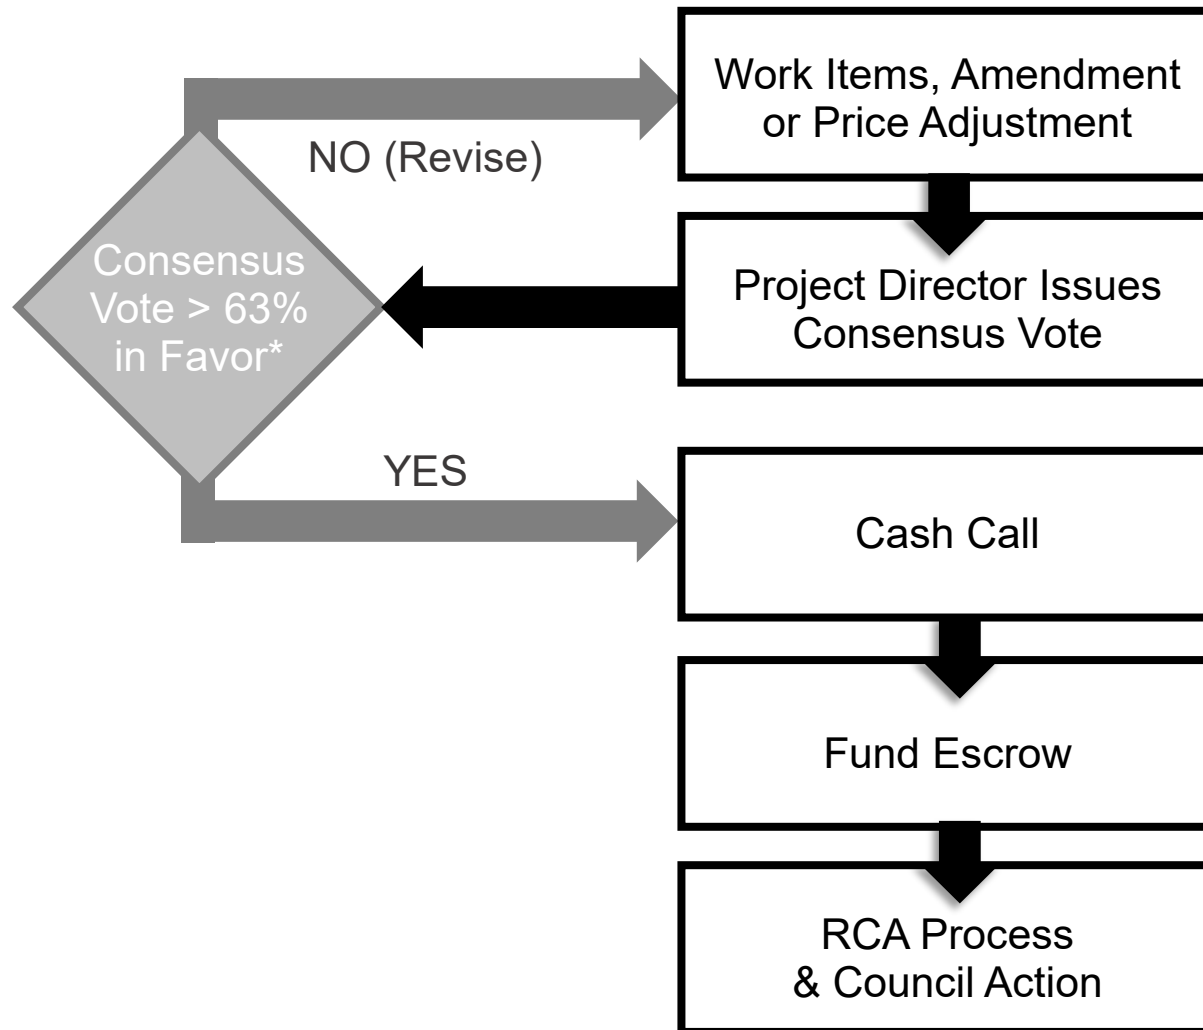 Work Items, Amendment
or Price Adjustment
NO (Revise)
Project Director Issues
Consensus Vote
Consensus
Vote > 63%
in Favor*
YES
Cash Call
Fund Escrow
RCA Process
& Council Action